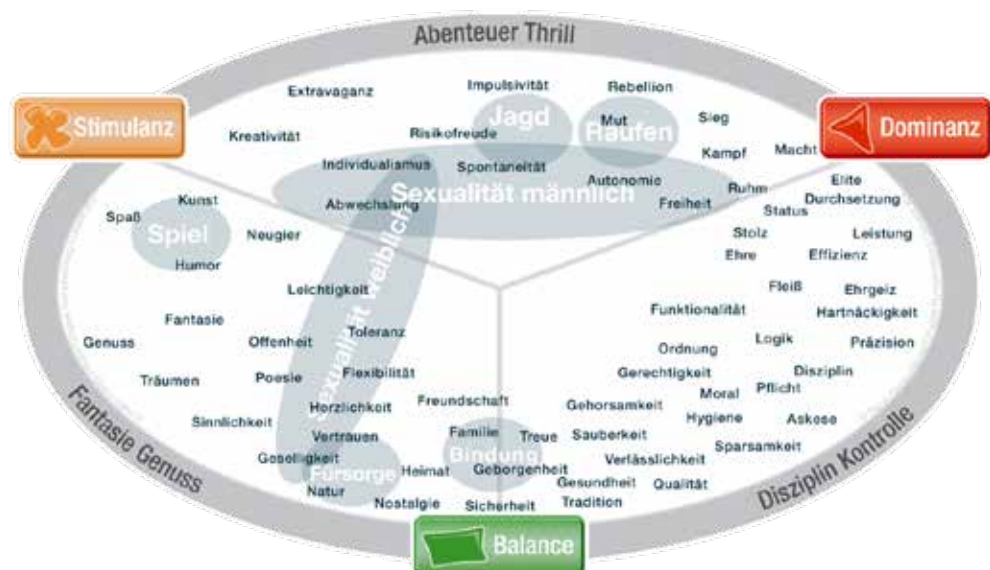 Abenteuer Thrill
Stimulanz
Dominanz
Extravaganz
Impulsivität
Rebellion
Jagd
Mut
Raufen
Sieg
Kreativität
Risikofreude
Kampf
Macht
Individualismus
Spontaneität
Autonomie
Sexualität männlich
Abwechslung
Freiheit
Ruhm
Elite
Durchsetzung
Status
Kunst
Spaß
Spiel
Neugier
Humor
Stolz
Leistung
Ehre
Effizienz
Leichtigkeit
Sexualität weiblich
Fleiß
Ehrgeiz
Funktionalität
Hartnäckigkeit
Fantasie
Genuss
Offenheit
Toleranz
Logik
Präzision
Ordnung
Träumen
Poesie
Flexibilität
Gerechtigkeit
Disziplin
Moral
Pflicht
Herzlichkeit
Freundschaft
Gehorsamkeit
Sinnlichkeit
Hygiene
Askese
Vertrauen
Familie
Treue
Sauberkeit
Sparsamkeit
Geselligkeit
Bindung
Verlässlichkeit
Fürsorge
Heimat
Geborgenheit
Gesundheit
Qualität
Natur
Nostalgie
Sicherheit
Tradition
Fantasie Genuss
Disziplin Kontrolle
Balance